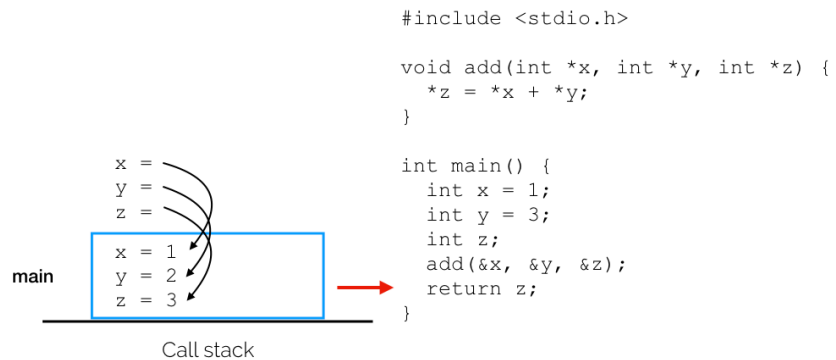 #include <stdio.h>
void add(int *x, int *y, int *z) {
*z = *x + *y;
}
x =
y =
z =
x = 1
y = 2
z = 3
main
Call stack
int main() {
int x = 1;
int y = 3;
int z;
add(&x, &y, &z);
return z;
}